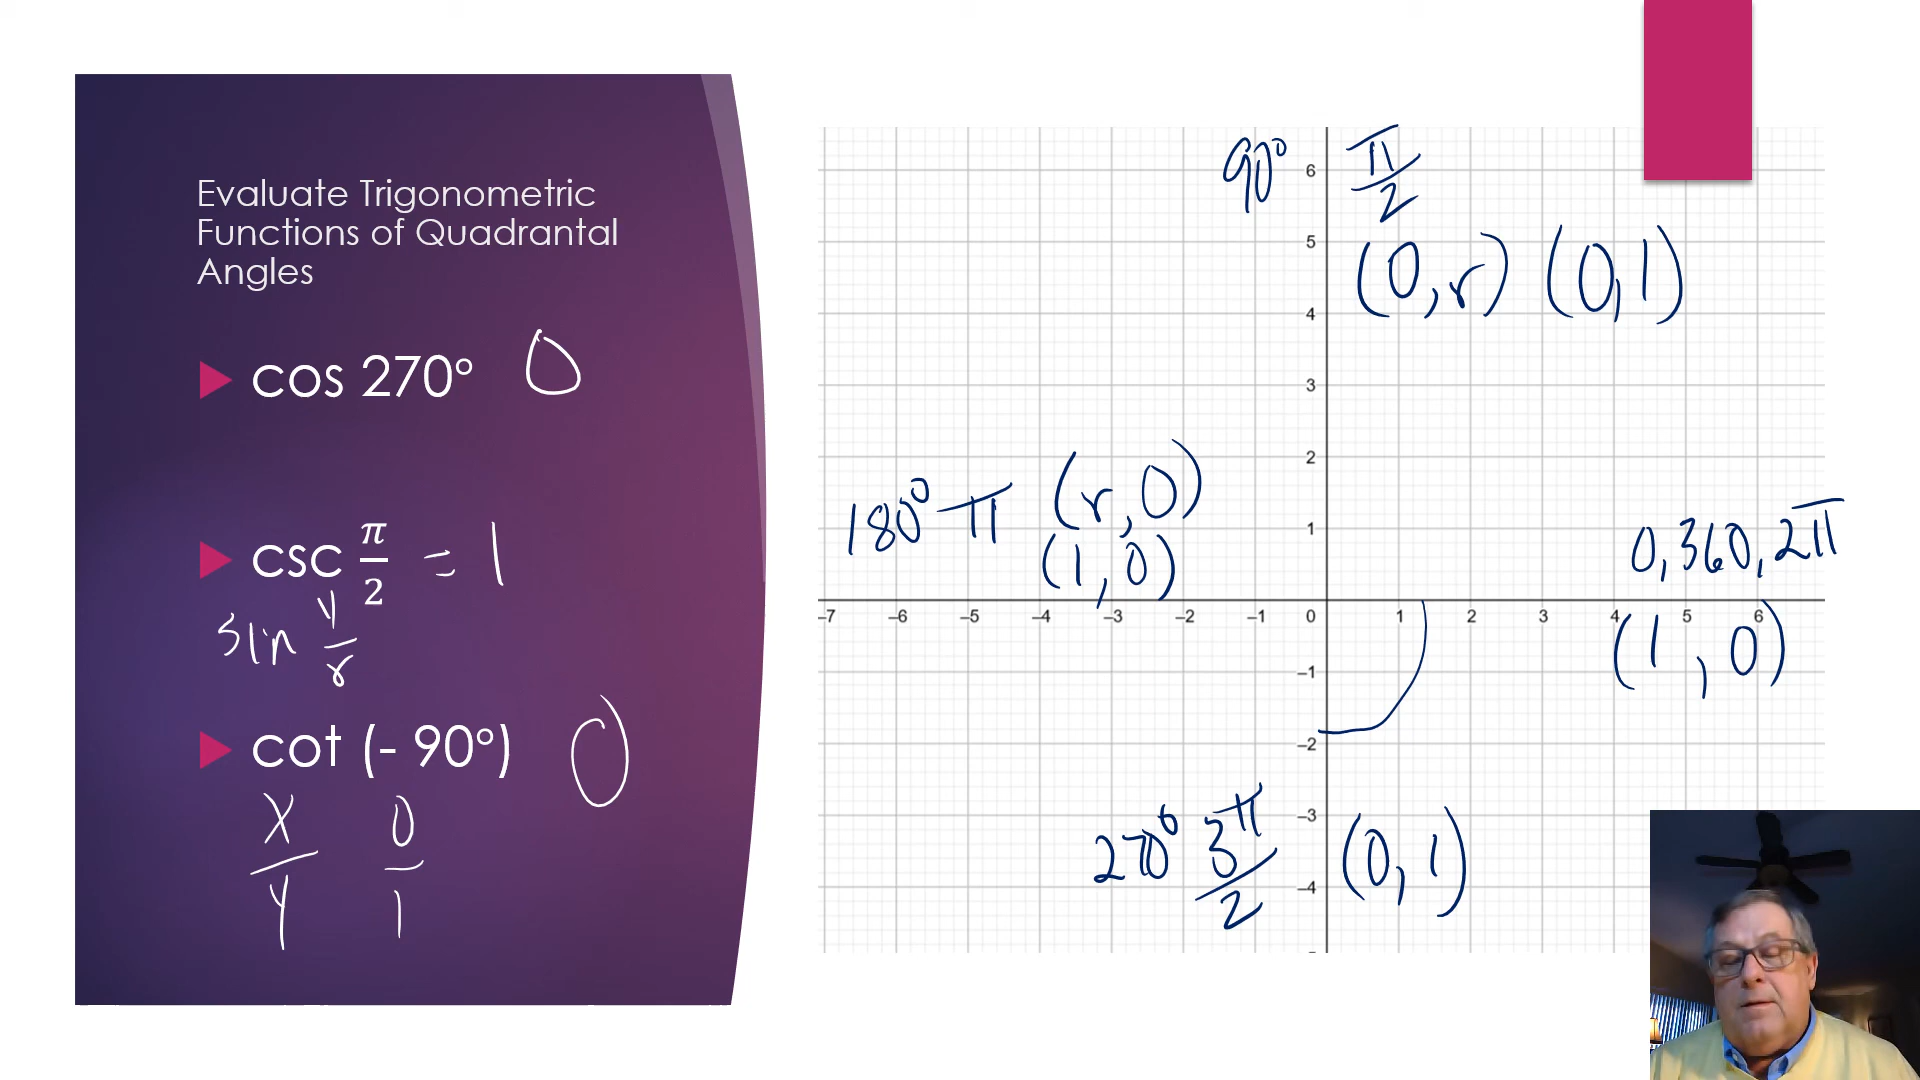 Evaluate Trigonometric
Functions of Quadrantal
Angles
cos 270° 0
csc π/2 = 1
sin y/r
cot (- 90°) 0
x/y 0/1
90° π/2
(0,r) (0,1)
180° π (r,0)
(1,0)
0,360,2π
(1,0)
270° 3π/2 (0,1)
6
5
4
3
2
1
–7 –6 –5 –4 –3 –2 –1 0 1 2 3 4 5 6
–1
–2
–3
–4